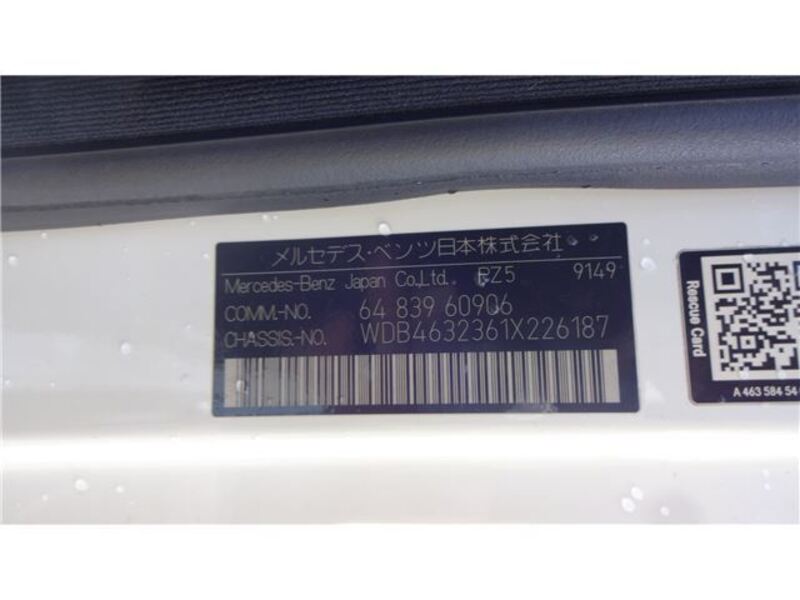 メルセデス・ベンツ日本株式会社
Mercedes-Benz Japan Co.,Ltd. PZ5 9149
COMM.-NO. 64 839 60906
CHASSIS.-NO. WDB4632361X226187
Rescue Card
A 463 584 54